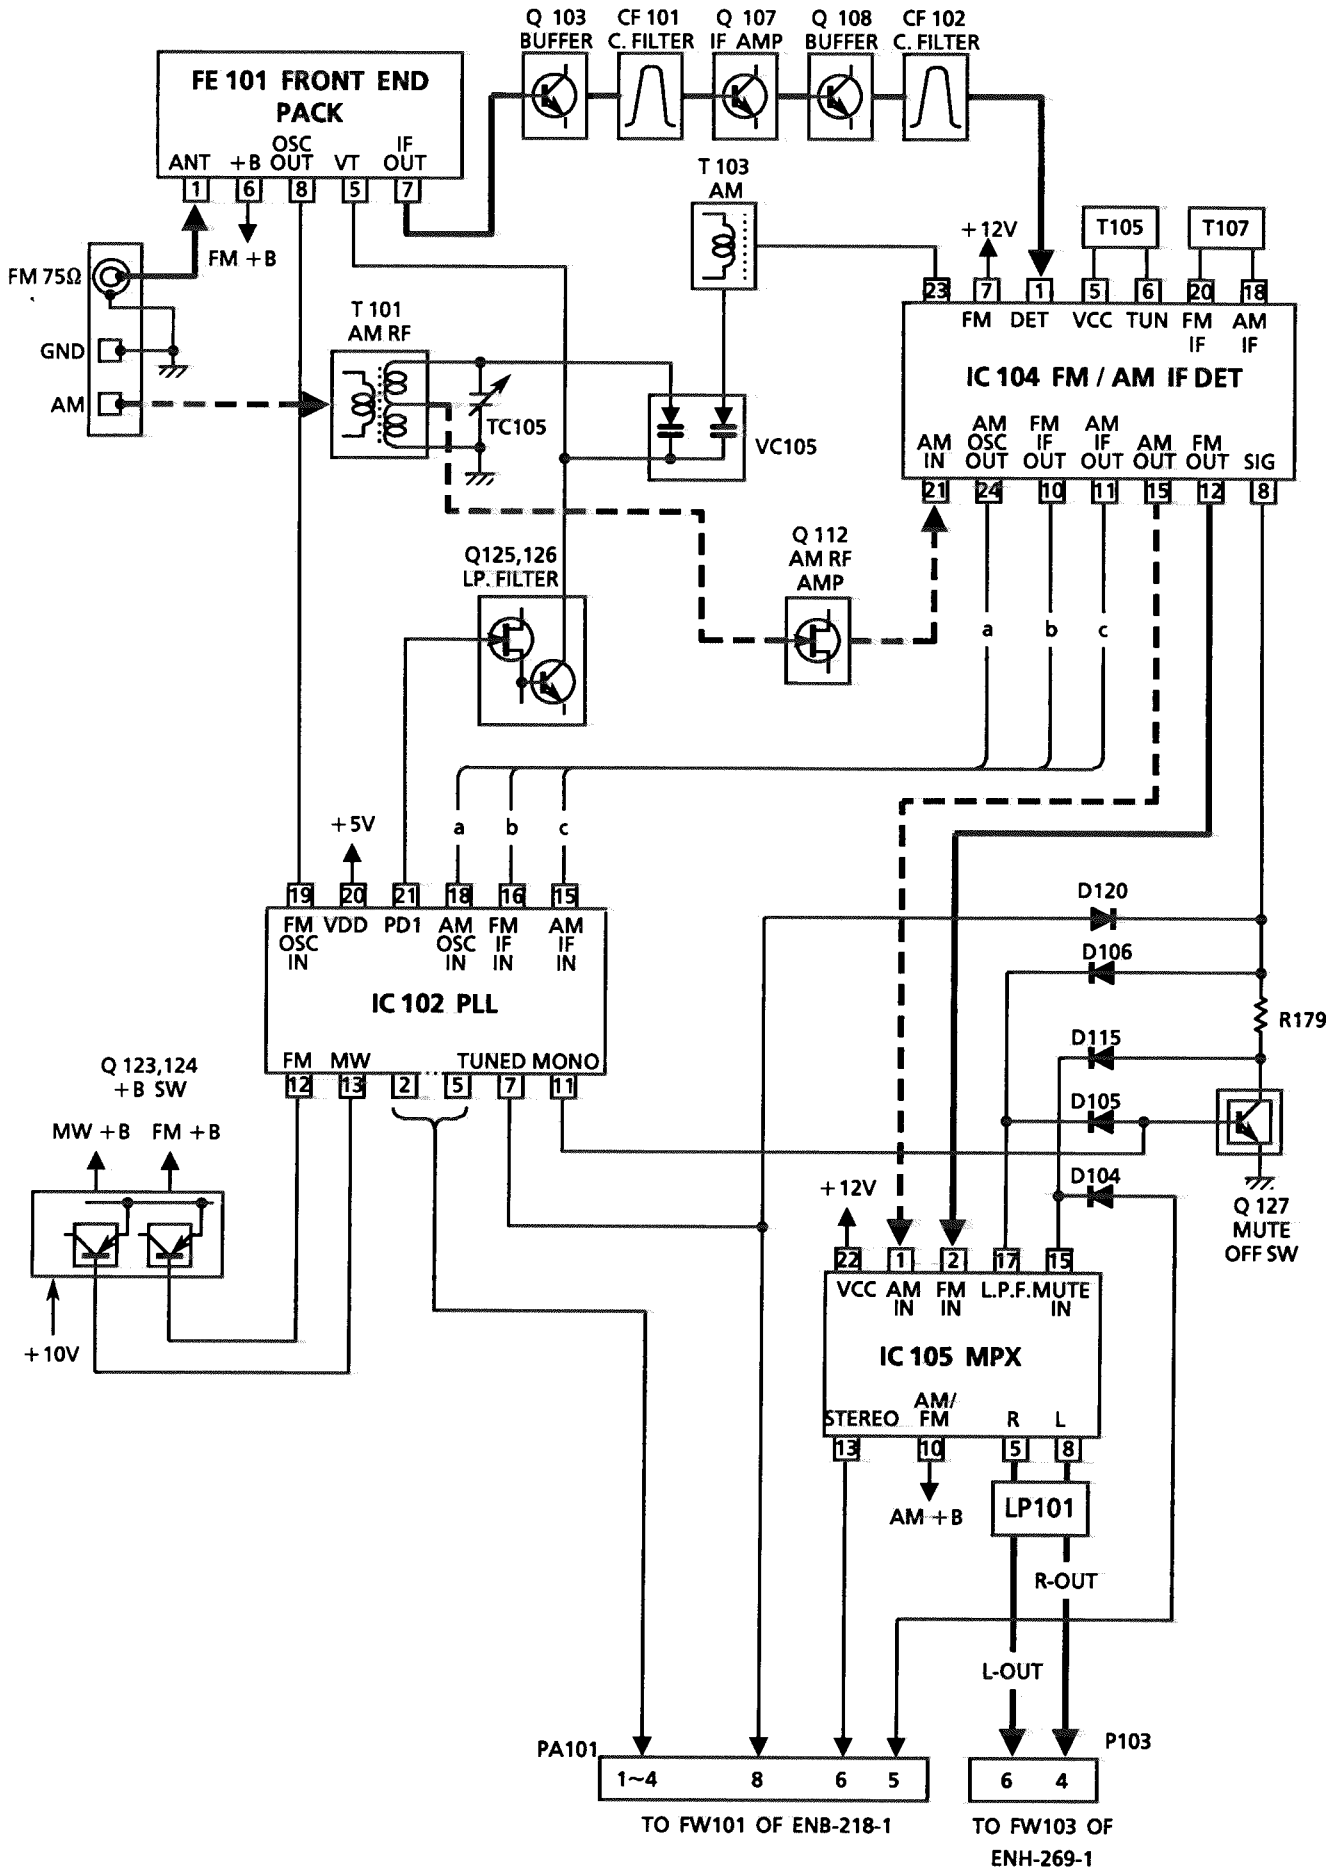 Q 103
BUFFER
CF 101
C. FILTER
Q 107
IF AMP
Q 108
BUFFER
CF 102
C. FILTER
FE 101 FRONT END
PACK
ANT
+B
OSC
OUT
VT
IF
OUT
1
6
8
5
7
FM +B
FM 75Ω
GND
AM
T 101
AM RF
TC105
T 103
AM
VC105
+12V
T105
T107
23
7
1
5
6
20
18
FM
DET
VCC
TUN
FM
IF
AM
IF
IC 104 FM / AM IF DET
AM
IN
AM
OSC
OUT
FM
IF
OUT
AM
IF
OUT
AM
OUT
FM
OUT
SIG
21
24
10
11
15
12
8
Q125,126
LP. FILTER
Q 112
AM RF
AMP
a
b
c
+5V
a
b
c
19
20
21
18
16
15
FM
OSC
IN
VDD
PD1
AM
OSC
IN
FM
IF
IN
AM
IF
IN
IC 102 PLL
FM
MW
TUNED
MONO
12
13
2
5
7
11
D120
D106
R179
D115
D105
D104
Q 127
MUTE
OFF SW
Q 123,124
+B SW
MW +B
FM +B
+10V
+12V
22
1
2
17
15
VCC
AM
IN
FM
IN
L.P.F.
MUTE
IN
IC 105 MPX
STEREO
AM/
FM
R
L
13
10
5
8
AM +B
LP101
R-OUT
L-OUT
PA101
1~4
8
6
5
P103
6
4
TO FW101 OF ENB-218-1
TO FW103 OF
ENH-269-1